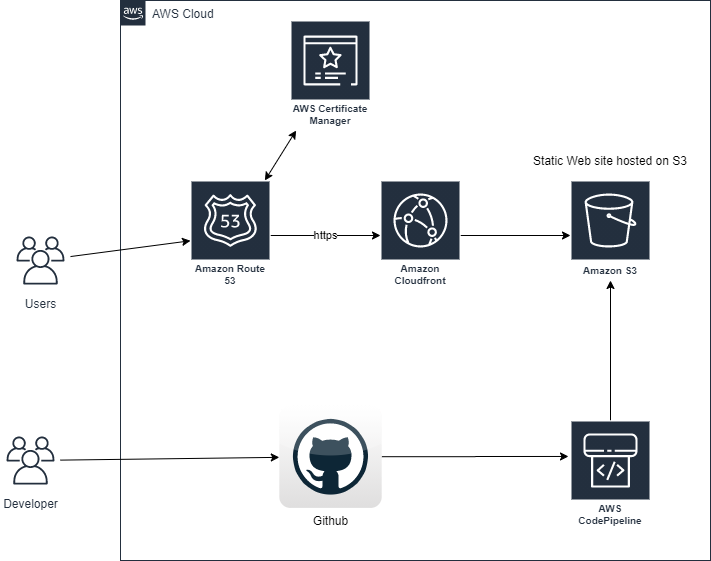 aws
AWS Cloud
AWS Certificate
Manager
Static Web site hosted on S3
53
https
Amazon Route
53
Amazon
Cloudfront
Amazon S3
Users
</>
Developer
Github
AWS
CodePipeline